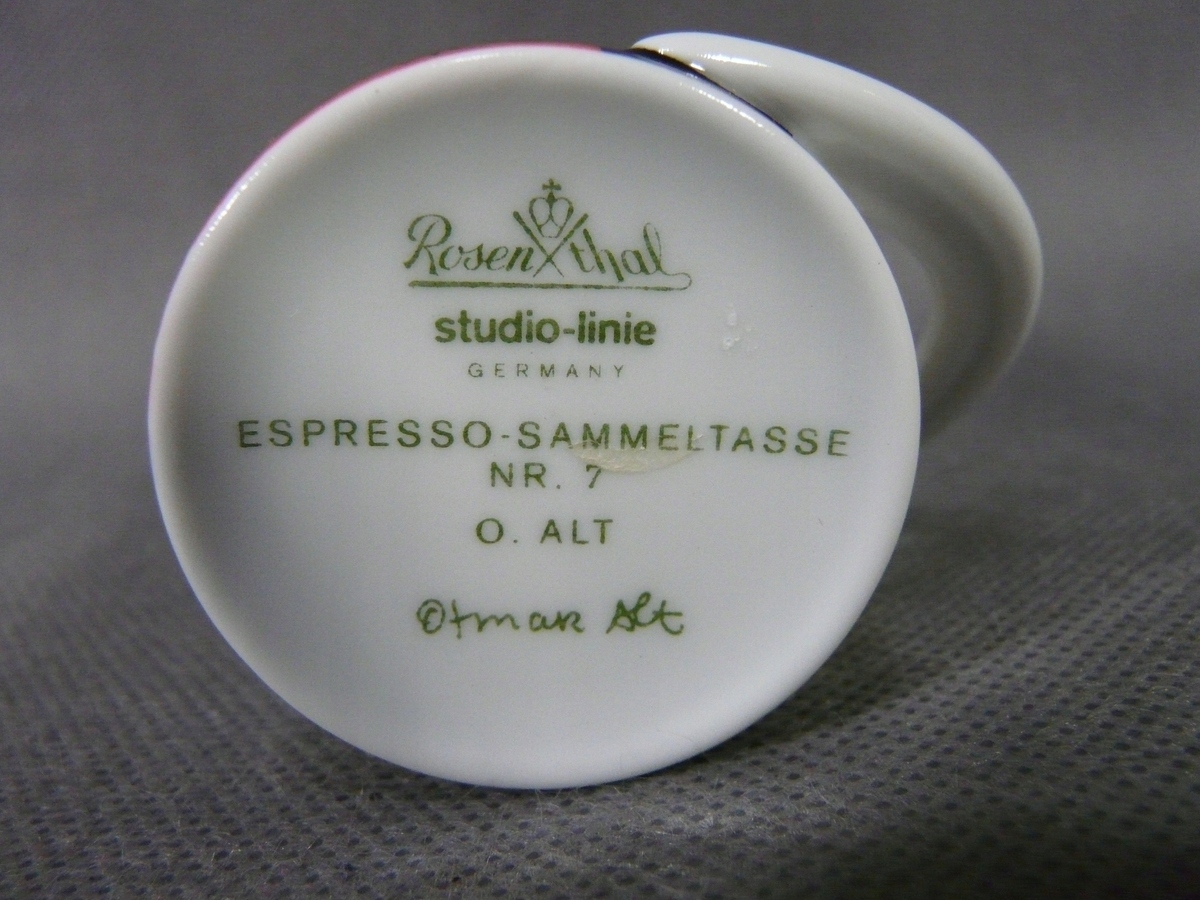 Rosenthal
studio-linie
GERMANY
ESPRESSO-SAMMELTASSE
NR. 7
O. ALT
Otmar Alt